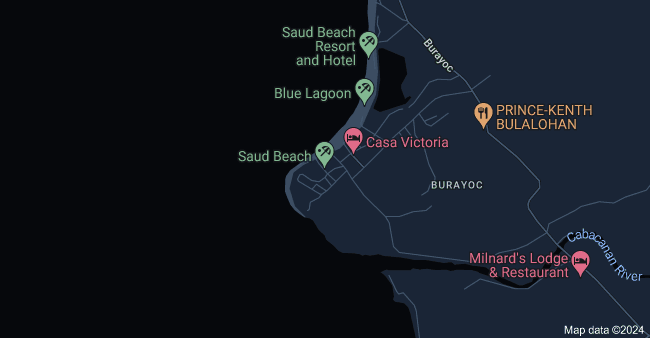 Saud Beach
Resort
and Hotel
Burayoc
Blue Lagoon
PRINCE-KENTH
BULALOHAN
Casa Victoria
Saud Beach
BURAYOC
Cabacanan River
Milnard's Lodge
& Restaurant
Map data ©2024